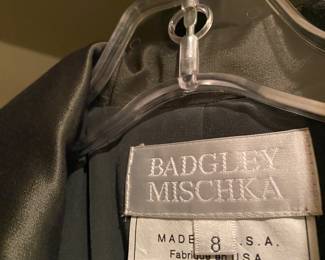 BADGLEY
MISCHKA
MADE 8 .S.A.
Fabriqué en U.S.A.